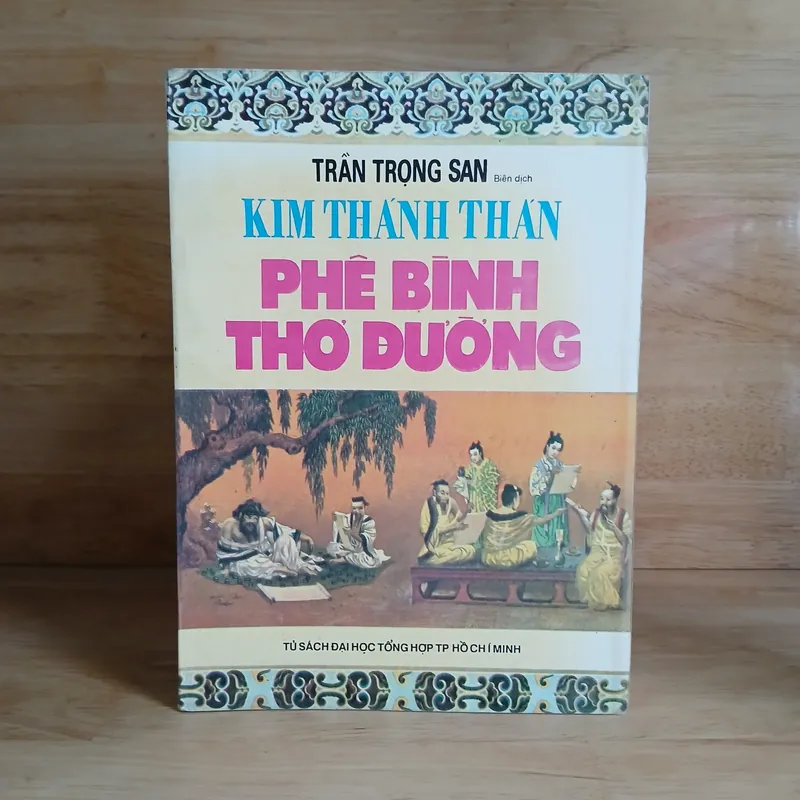 TRẦN TRỌNG SAN Biên dịch
KIM THÁNH THÁN
PHÊ BÌNH
THƠ ĐƯỜNG
TỦ SÁCH ĐẠI HỌC TỔNG HỢP TP HỒ CHÍ MINH